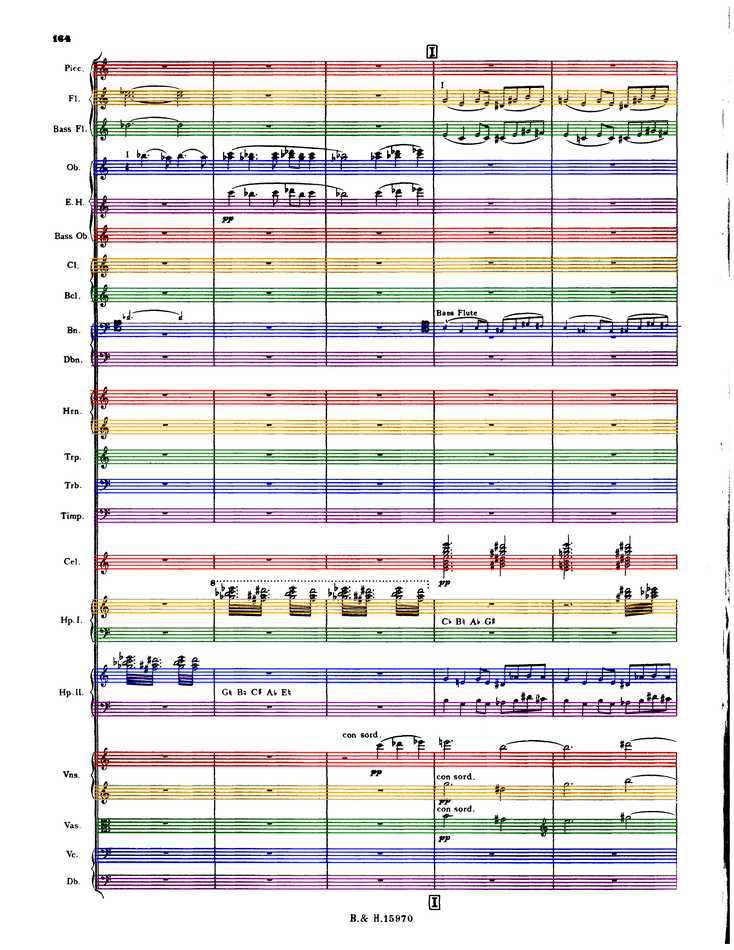 164
I
Picc.
Fl.
I
Bass Fl.
Ob.
I
E. H.
pp
Bass Ob.
Cl.
Bcl.
Bass Flute
Bn.
Dbn.
Hrn.
Trp.
Trb.
Timp.
Cel.
pp
8
Hp. I.
C♭ B♮ A♭ G♯
Hp. II.
G♮ B♮ C♯ A♭ E♮
con sord.
pp
Vns.
con sord.
pp
con sord.
Vas.
pp
Vc.
Db.
I
B. & H. 15970